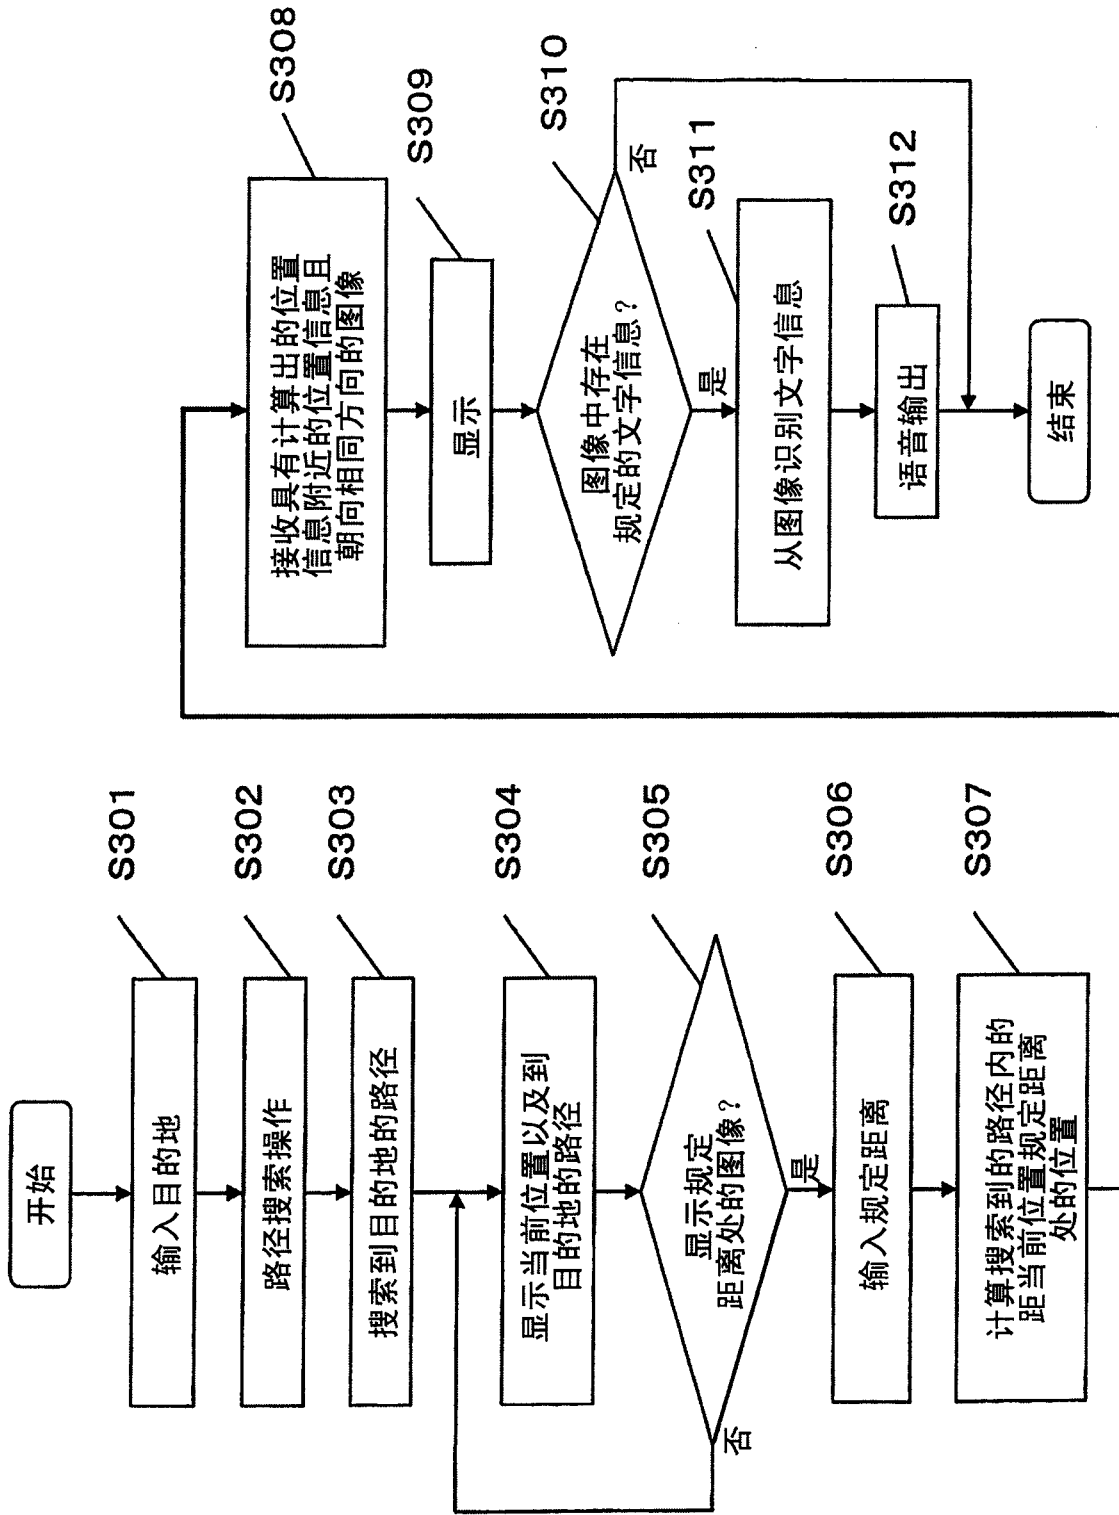 开始
S301
输入目的地
S302
路径搜索操作
S303
搜索到目的地的路径
S304
显示当前位置以及到
目的地的路径
S305
显示规定
距离处的图像？
否
是
S306
输入规定距离
S307
计算搜索到的路径内的
距当前位置规定距离
处的位置
S308
接收具有计算出的位置
信息附近的位置信息且
朝向相同方向的图像
S309
显示
S310
图像中存在
规定的文字信息？
否
是
S311
从图像识别文字信息
S312
语音输出
结束